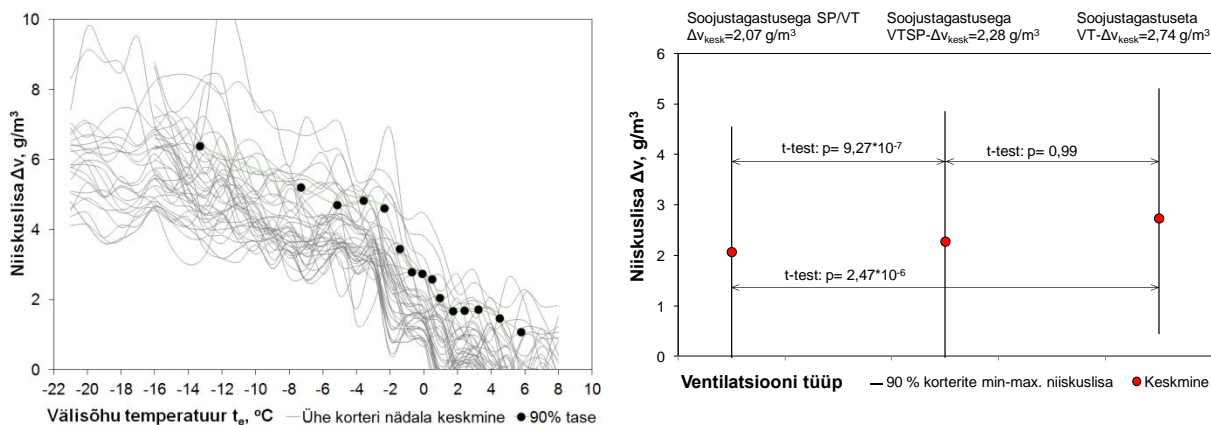 Niiskuslisa Δv, g/m³
10
8
6
4
2
0
-22 -20 -18 -16 -14 -12 -10 -8 -6 -4 -2 0 2 4 6 8 10
Välisõhu temperatuur tₑ, ºC
Ühe korteri nädala keskmine
90% tase
Soojustagastusega SP/VT
Δvkesk=2,07 g/m³
Soojustagastusega
VTSP-Δvkesk=2,28 g/m³
Soojustagastuseta
VT-Δvkesk=2,74 g/m³
Niiskuslisa Δv, g/m³
6
5
4
3
2
1
0
t-test: p= 9,27*10⁻⁷
t-test: p= 0,99
t-test: p= 2,47*10⁻⁶
Ventilatsiooni tüüp
90 % korterite min-max. niiskuslisa
Keskmine